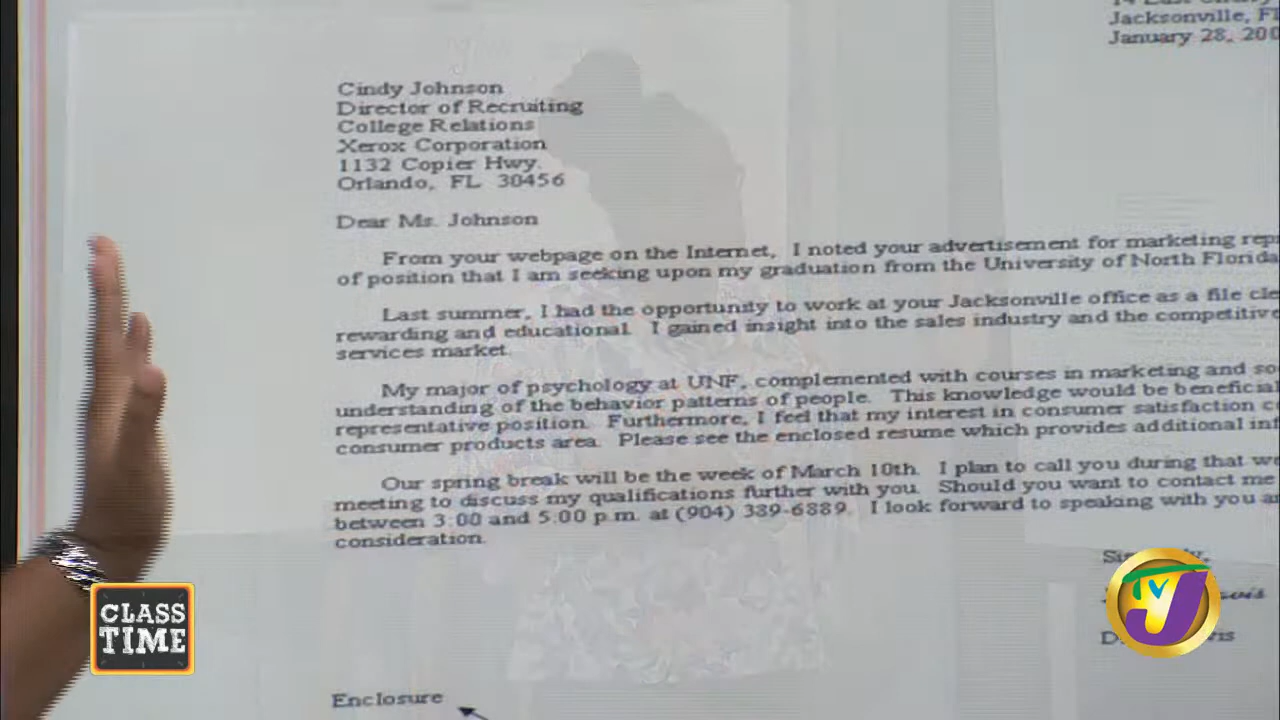 Jacksonville, FL
January 28, 200
Cindy Johnson
Director of Recruiting
College Relations
Xerox Corporation
1132 Copier Hwy.
Orlando, FL 30456
Dear Ms. Johnson
From your webpage on the Internet, I noted your advertisement for marketing rep
of position that I am seeking upon my graduation from the University of North Florida
Last summer, I had the opportunity to work at your Jacksonville office as a file cle
rewarding and educational. I gained insight into the sales industry and the competitive
services market.
My major of psychology at UNF, complemented with courses in marketing and so
understanding of the behavior patterns of people. This knowledge would be beneficial
representative position. Furthermore, I feel that my interest in consumer satisfaction c
consumer products area. Please see the enclosed resume which provides additional inf
Our spring break will be the week of March 10th. I plan to call you during that we
meeting to discuss my qualifications further with you. Should you want to contact me
between 3:00 and 5:00 p.m. at (904) 389-6889. I look forward to speaking with you a
consideration.
Enclosure
CLASS
TIME
TVJ